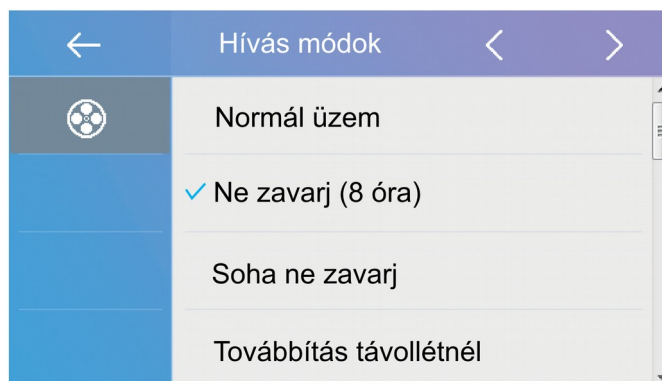 Hívás módok
Normál üzem
Ne zavarj (8 óra)
Soha ne zavarj
Továbbítás távollétnél